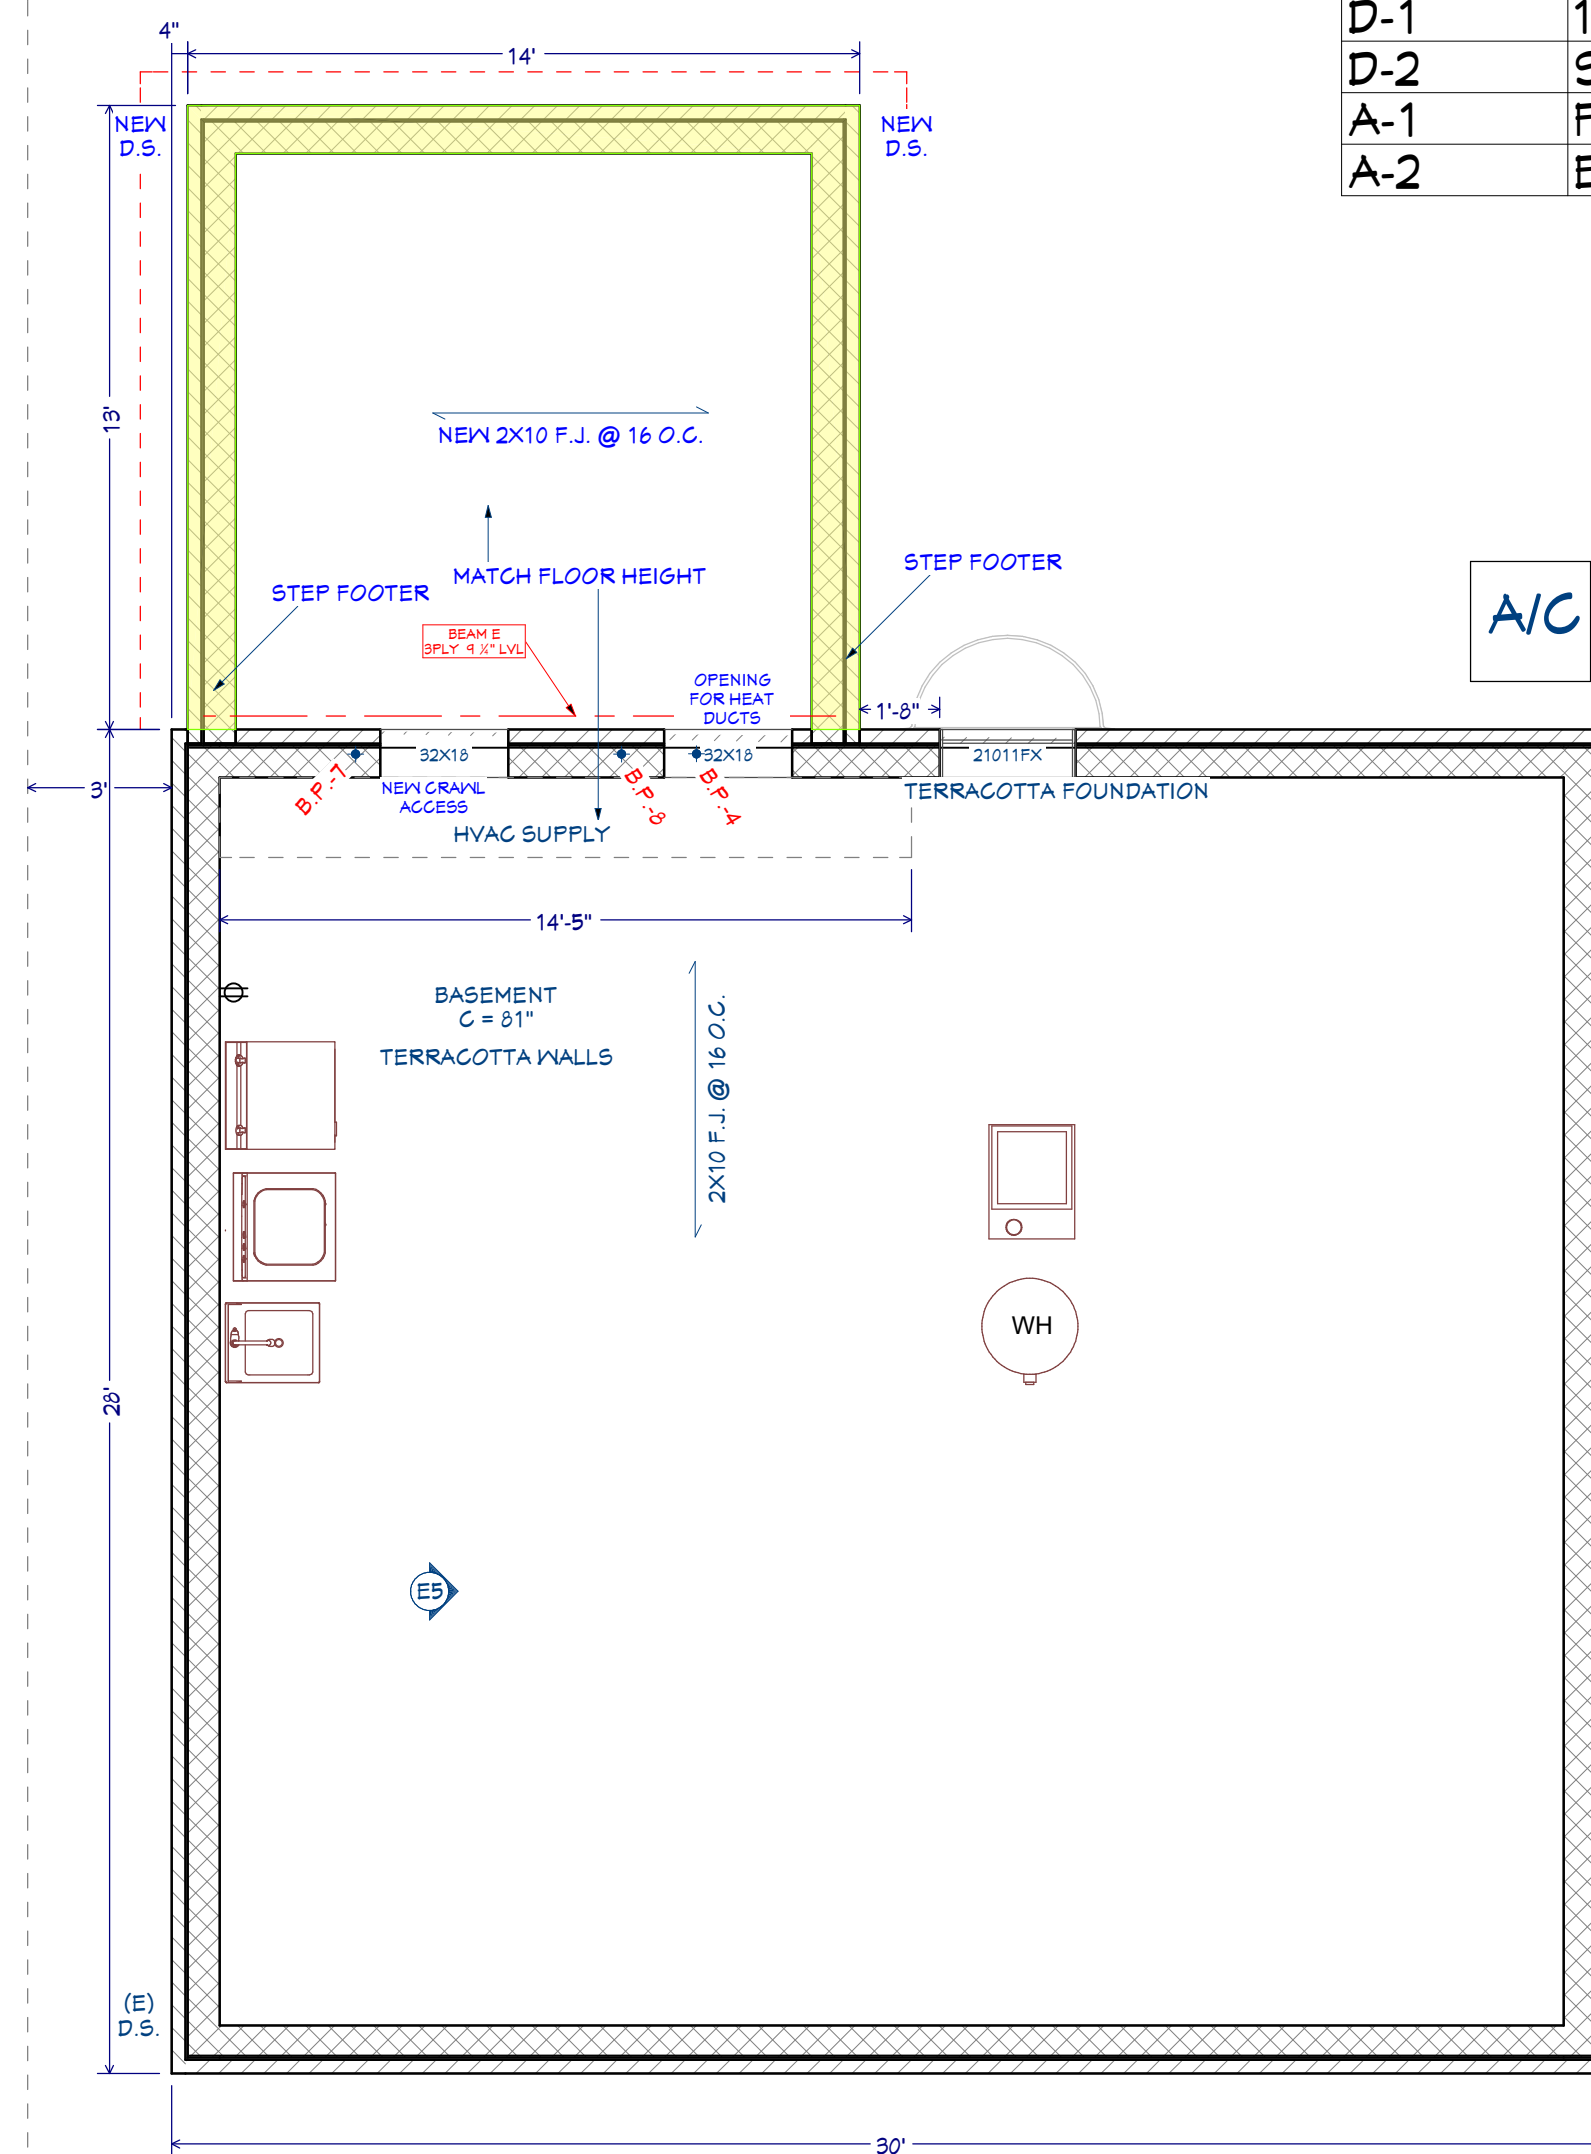 4"
14'
D-1
1
D-2
S
A-1
A-2
NEW
D.S.
NEW
D.S.
13'
NEW 2X10 F.J. @ 16 O.C.
MATCH FLOOR HEIGHT
STEP FOOTER
STEP FOOTER
A/C
BEAM E
3PLY 9 ¼" LVL
OPENING
FOR HEAT
DUCTS
1'-8"
32X18
32X18
21011FX
3'
B.P.-7
NEW CRAWL
ACCESS
B.P.-8
B.P.-4
TERRACOTTA FOUNDATION
HVAC SUPPLY
14'-5"
BASEMENT
C = 81"
TERRACOTTA WALLS
2X10 F.J. @ 16 O.C.
WH
28'
E5
(E)
D.S.
30'